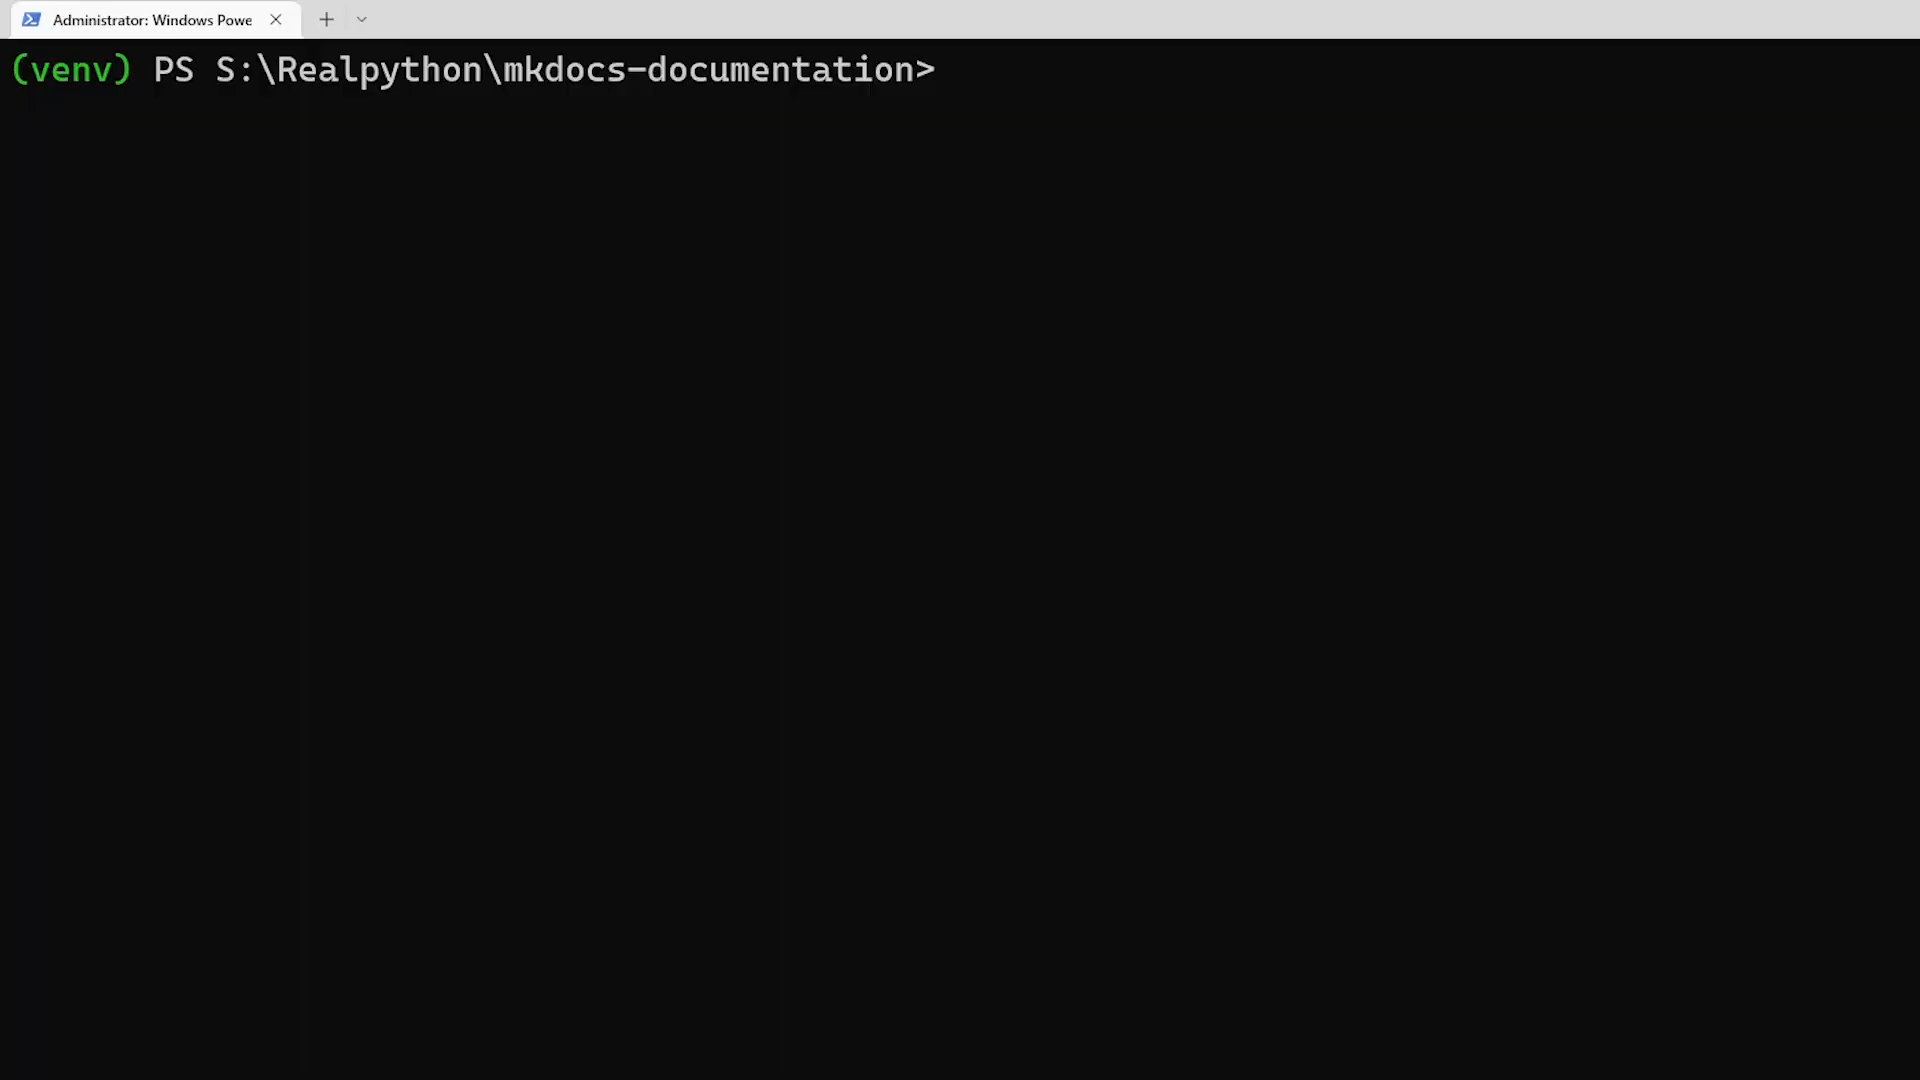 Administrator: Windows Powe
(venv) PS S:\Realpython\mkdocs-documentation>